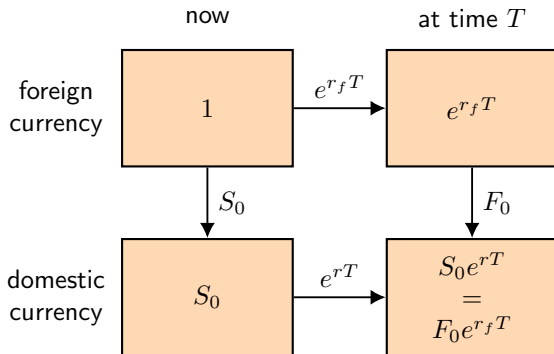 now at time T
foreign
currency
1
e^{r_f T}
e^{r_f T}
S_0
F_0
domestic
currency
S_0
e^{rT}
S_0e^{rT}
=
F_0e^{r_f T}